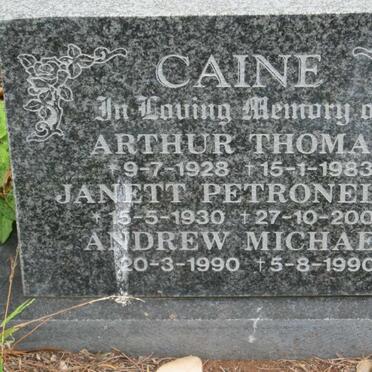 CAINE
In Loving Memory o
ARTHUR THOMA
9-7-1928 †15-1-1983
JANETT PETRONEL
15-5-1930 †27-10-200
ANDREW MICHAE
20-3-1990 †5-8-1990